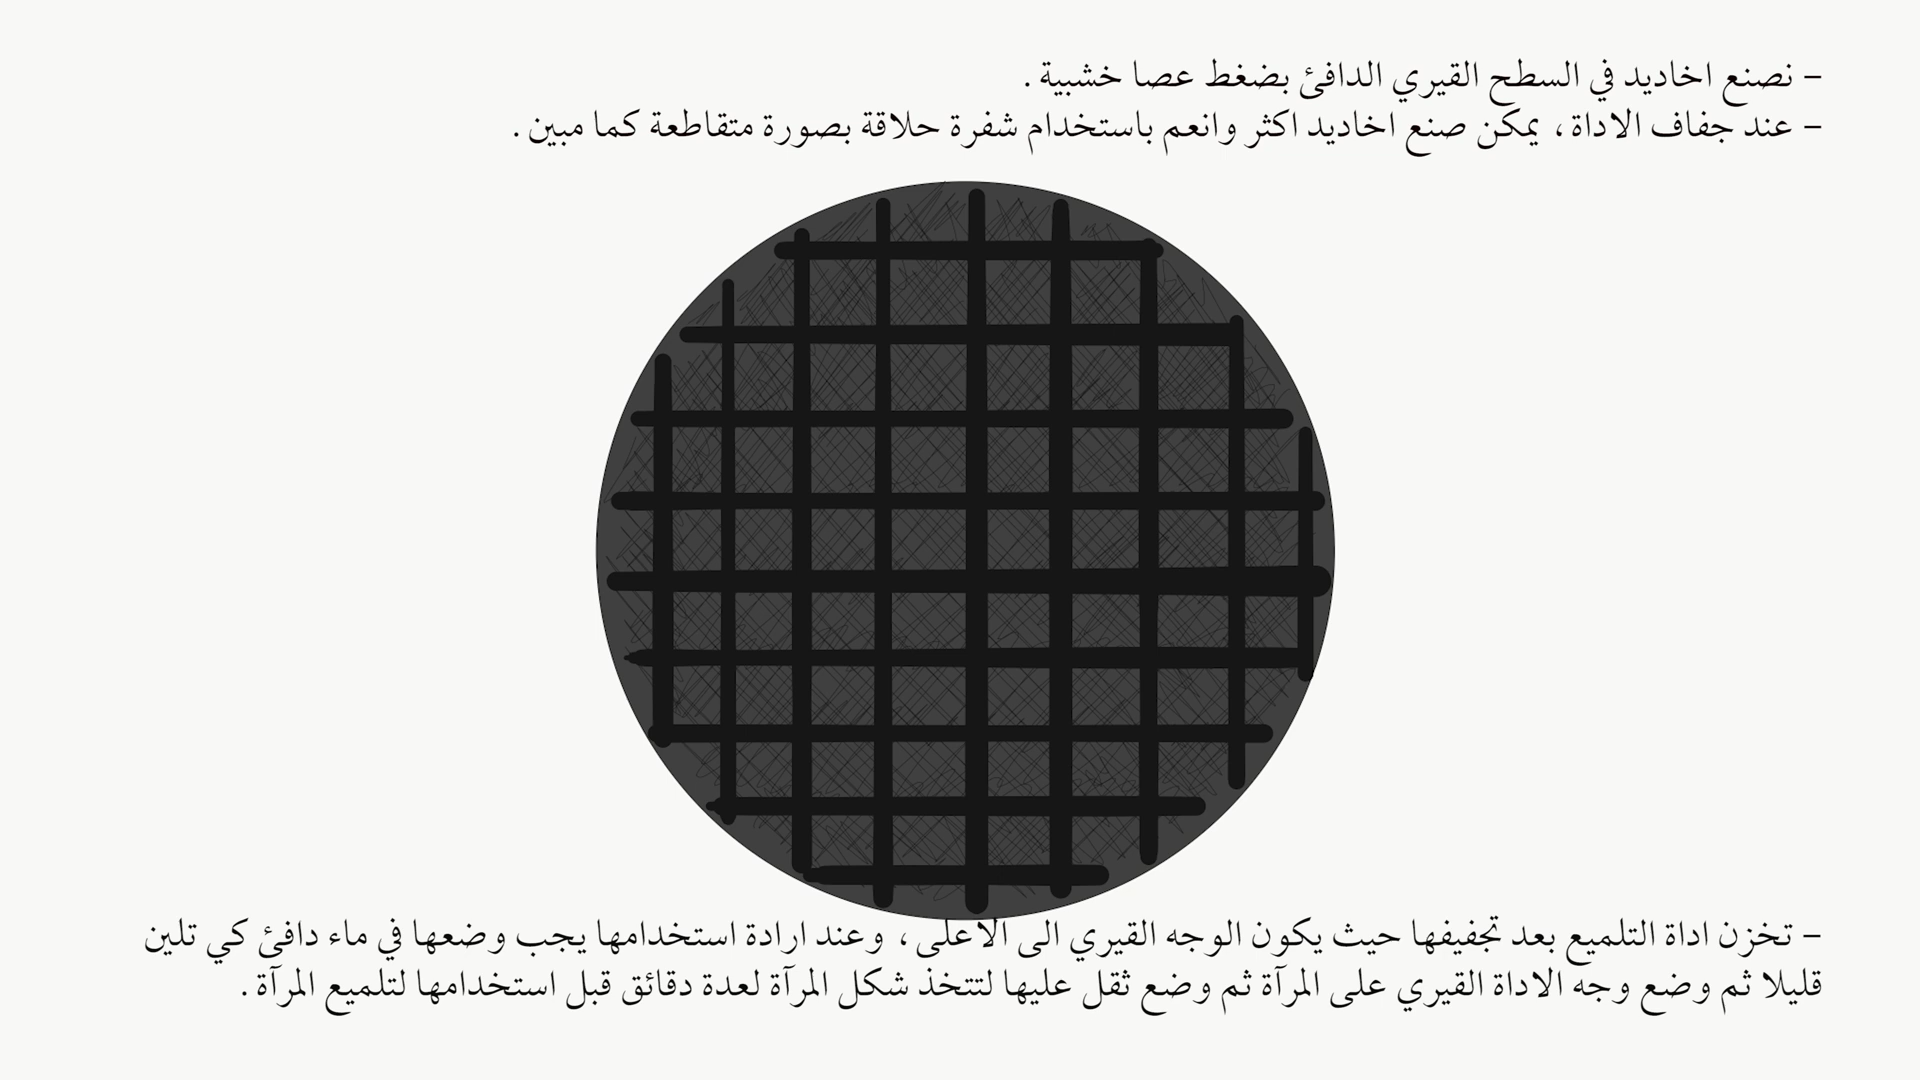 – نصنع اخاديد في السطح القيري الدافئ بضغط عصا خشبية .
– عند جفاف الاداة ، يمكن صنع اخاديد اكثر وانعم باستخدام شفرة حلاقة بصورة متقاطعة كما مبين .
– تخزن اداة التلميع بعد تجفيفها حيث يكون الوجه القيري الى الاعلى ، وعند ارادة استخدامها يجب وضعها في ماء دافئ كي تلين
قليلا ثم وضع وجه الاداة القيري على المرآة ثم وضع ثقل عليها لتتخذ شكل المرآة لعدة دقائق قبل استخدامها لتلميع المرآة .